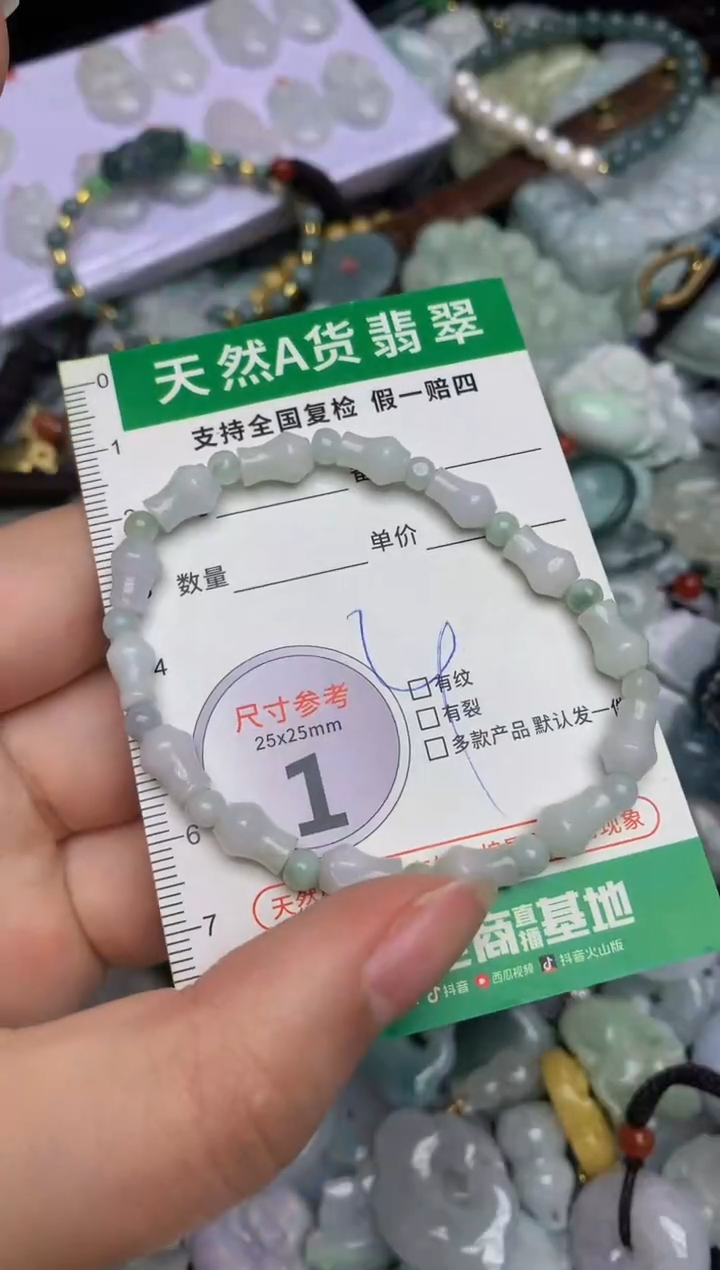 天然A货翡翠
支持全国复检 假一赔四
0
1
单价
数量
4
有纹
有裂
多款产品 默认发一
尺寸参考
25x25mm
1
6
现象
天然
7
商直播基地
抖音 西瓜视频 抖音火山版